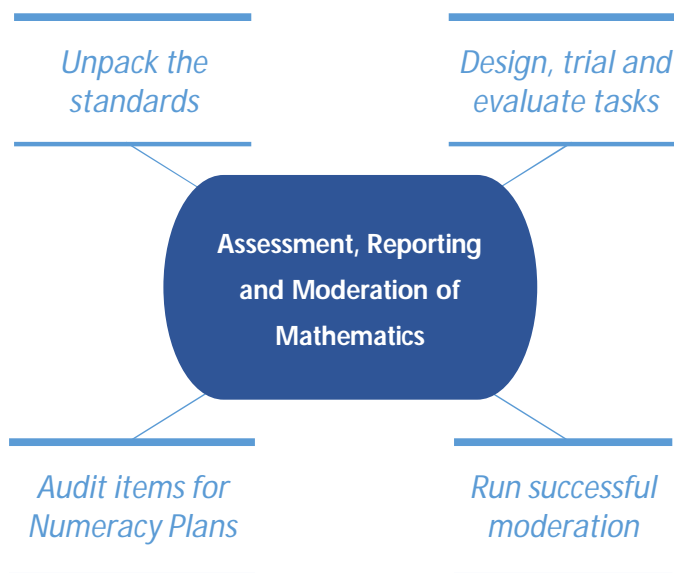 Unpack the
standards
Design, trial and
evaluate tasks
Assessment, Reporting
and Moderation of
Mathematics
Audit items for
Numeracy Plans
Run successful
moderation